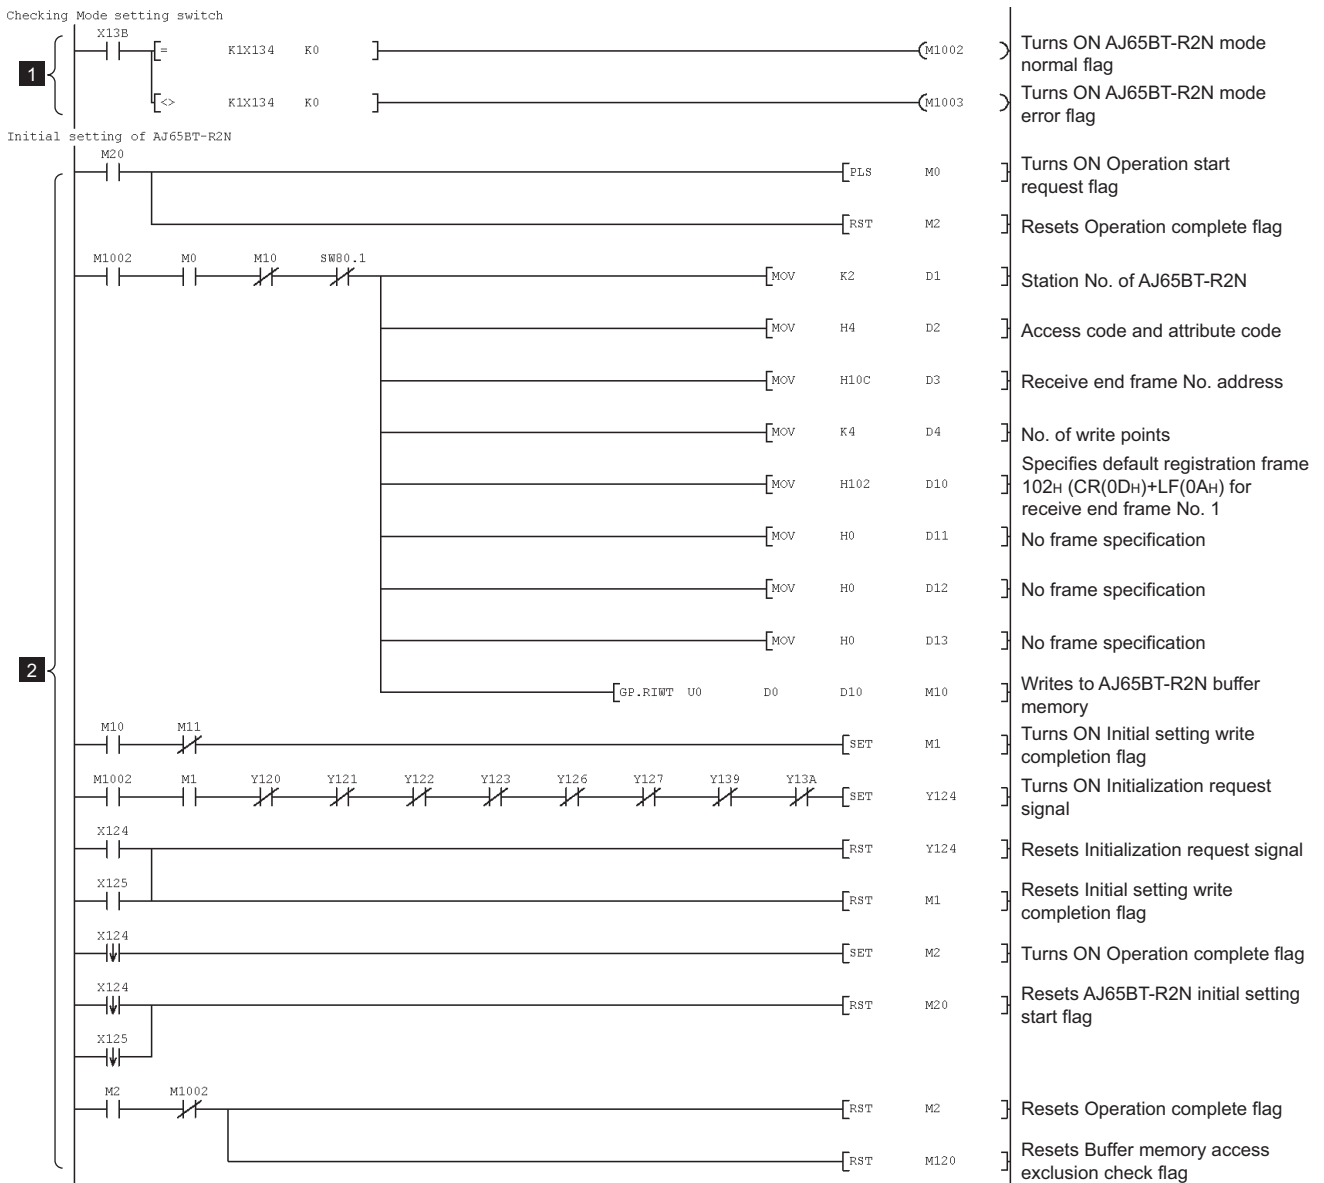 Checking Mode setting switch
X13B
= K1X134 K0 M1002 Turns ON AJ65BT-R2N mode
normal flag
1
<> K1X134 K0 M1003 Turns ON AJ65BT-R2N mode
error flag
Initial setting of AJ65BT-R2N
M20
PLS M0 Turns ON Operation start
request flag
RST M2 Resets Operation complete flag
M1002 M0 M10 SW80.1
MOV K2 D1 Station No. of AJ65BT-R2N
MOV H4 D2 Access code and attribute code
MOV H10C D3 Receive end frame No. address
MOV K4 D4 No. of write points
MOV H102 D10 Specifies default registration frame
102H (CR(0DH)+LF(0AH) for
receive end frame No. 1
MOV H0 D11 No frame specification
MOV H0 D12 No frame specification
MOV H0 D13 No frame specification
2
GP.RIWT U0 D0 D10 M10 Writes to AJ65BT-R2N buffer
memory
M10 M11
SET M1 Turns ON Initial setting write
completion flag
M1002 M1 Y120 Y121 Y122 Y123 Y126 Y127 Y139 Y13A
SET Y124 Turns ON Initialization request
signal
X124
RST Y124 Resets Initialization request signal
X125
RST M1 Resets Initial setting write
completion flag
X124
SET M2 Turns ON Operation complete flag
X124
RST M20 Resets AJ65BT-R2N initial setting
start flag
X125
M2 M1002
RST M2 Resets Operation complete flag
RST M120 Resets Buffer memory access
exclusion check flag